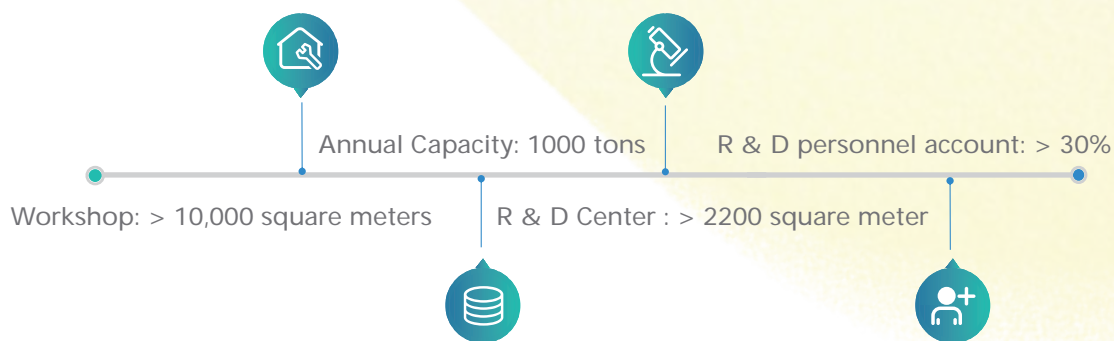 Annual Capacity: 1000 tons
R & D personnel account: > 30%
Workshop: > 10,000 square meters
R & D Center : > 2200 square meter